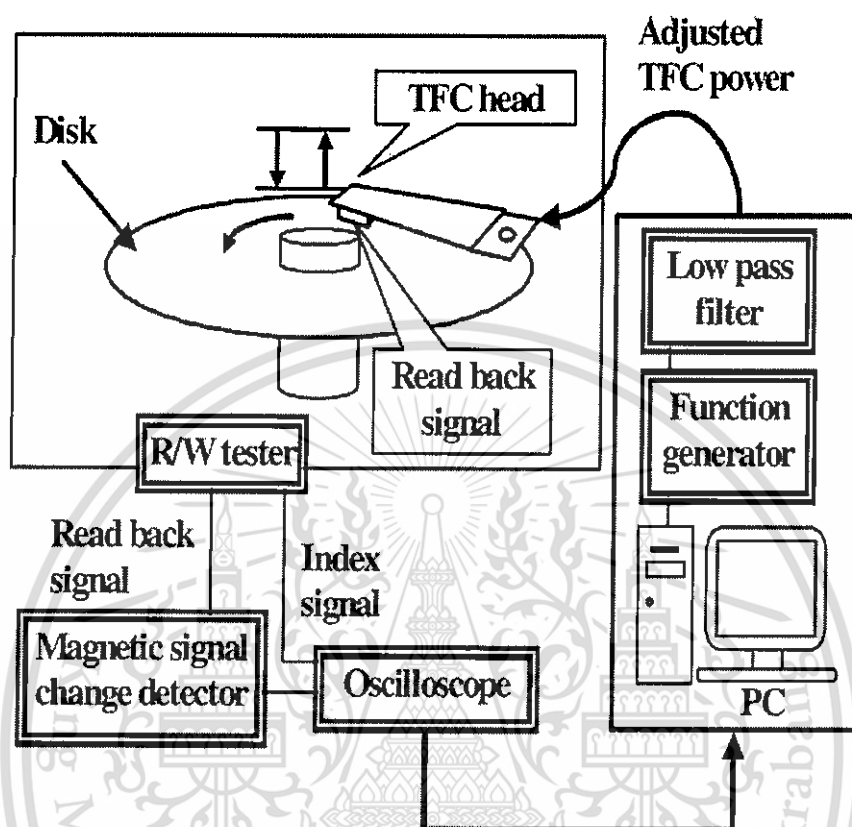 Adjusted
TFC power
TFC head
Disk
Low pass
filter
Read back
signal
Function
generator
R/W tester
Read back
signal
Index
signal
Magnetic signal
change detector
Oscilloscope
PC